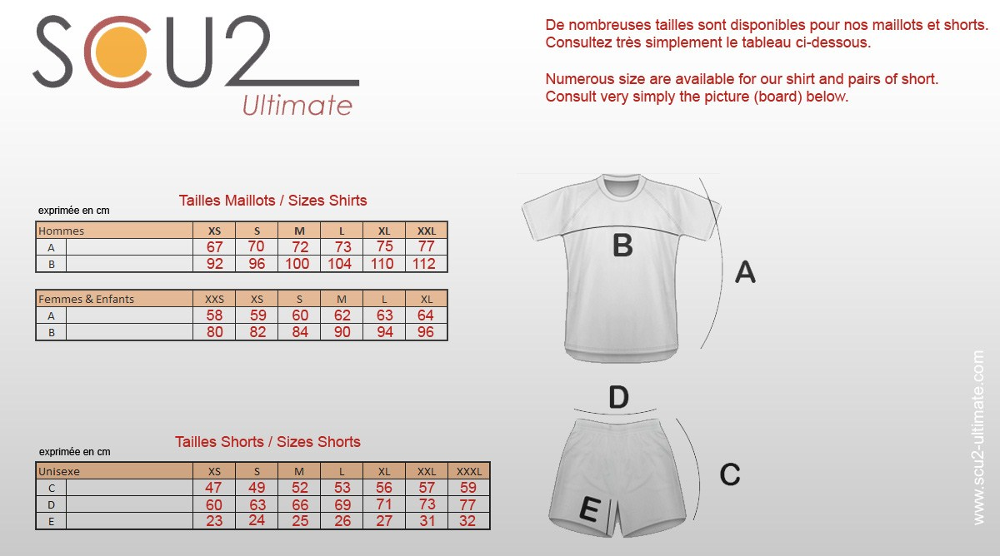 SCU2
Ultimate
De nombreuses tailles sont disponibles pour nos maillots et shorts.
Consultez très simplement le tableau ci-dessous.
Numerous size are available for our shirt and pairs of short.
Consult very simply the picture (board) below.
Tailles Maillots / Sizes Shirts
exprimée en cm
Hommes XS S M L XL XXL
A 67 70 72 73 75 77
B 92 96 100 104 110 112
Femmes & Enfants XXS XS S M L XL
A 58 59 60 62 63 64
B 80 82 84 90 94 96
B
A
Tailles Shorts / Sizes Shorts
exprimée en cm
Unisexe XS S M L XL XXL XXXL
C 47 49 52 53 56 57 59
D 60 63 66 69 71 73 77
E 23 24 25 26 27 31 32
D
C
E
www.scu2-ultimate.com